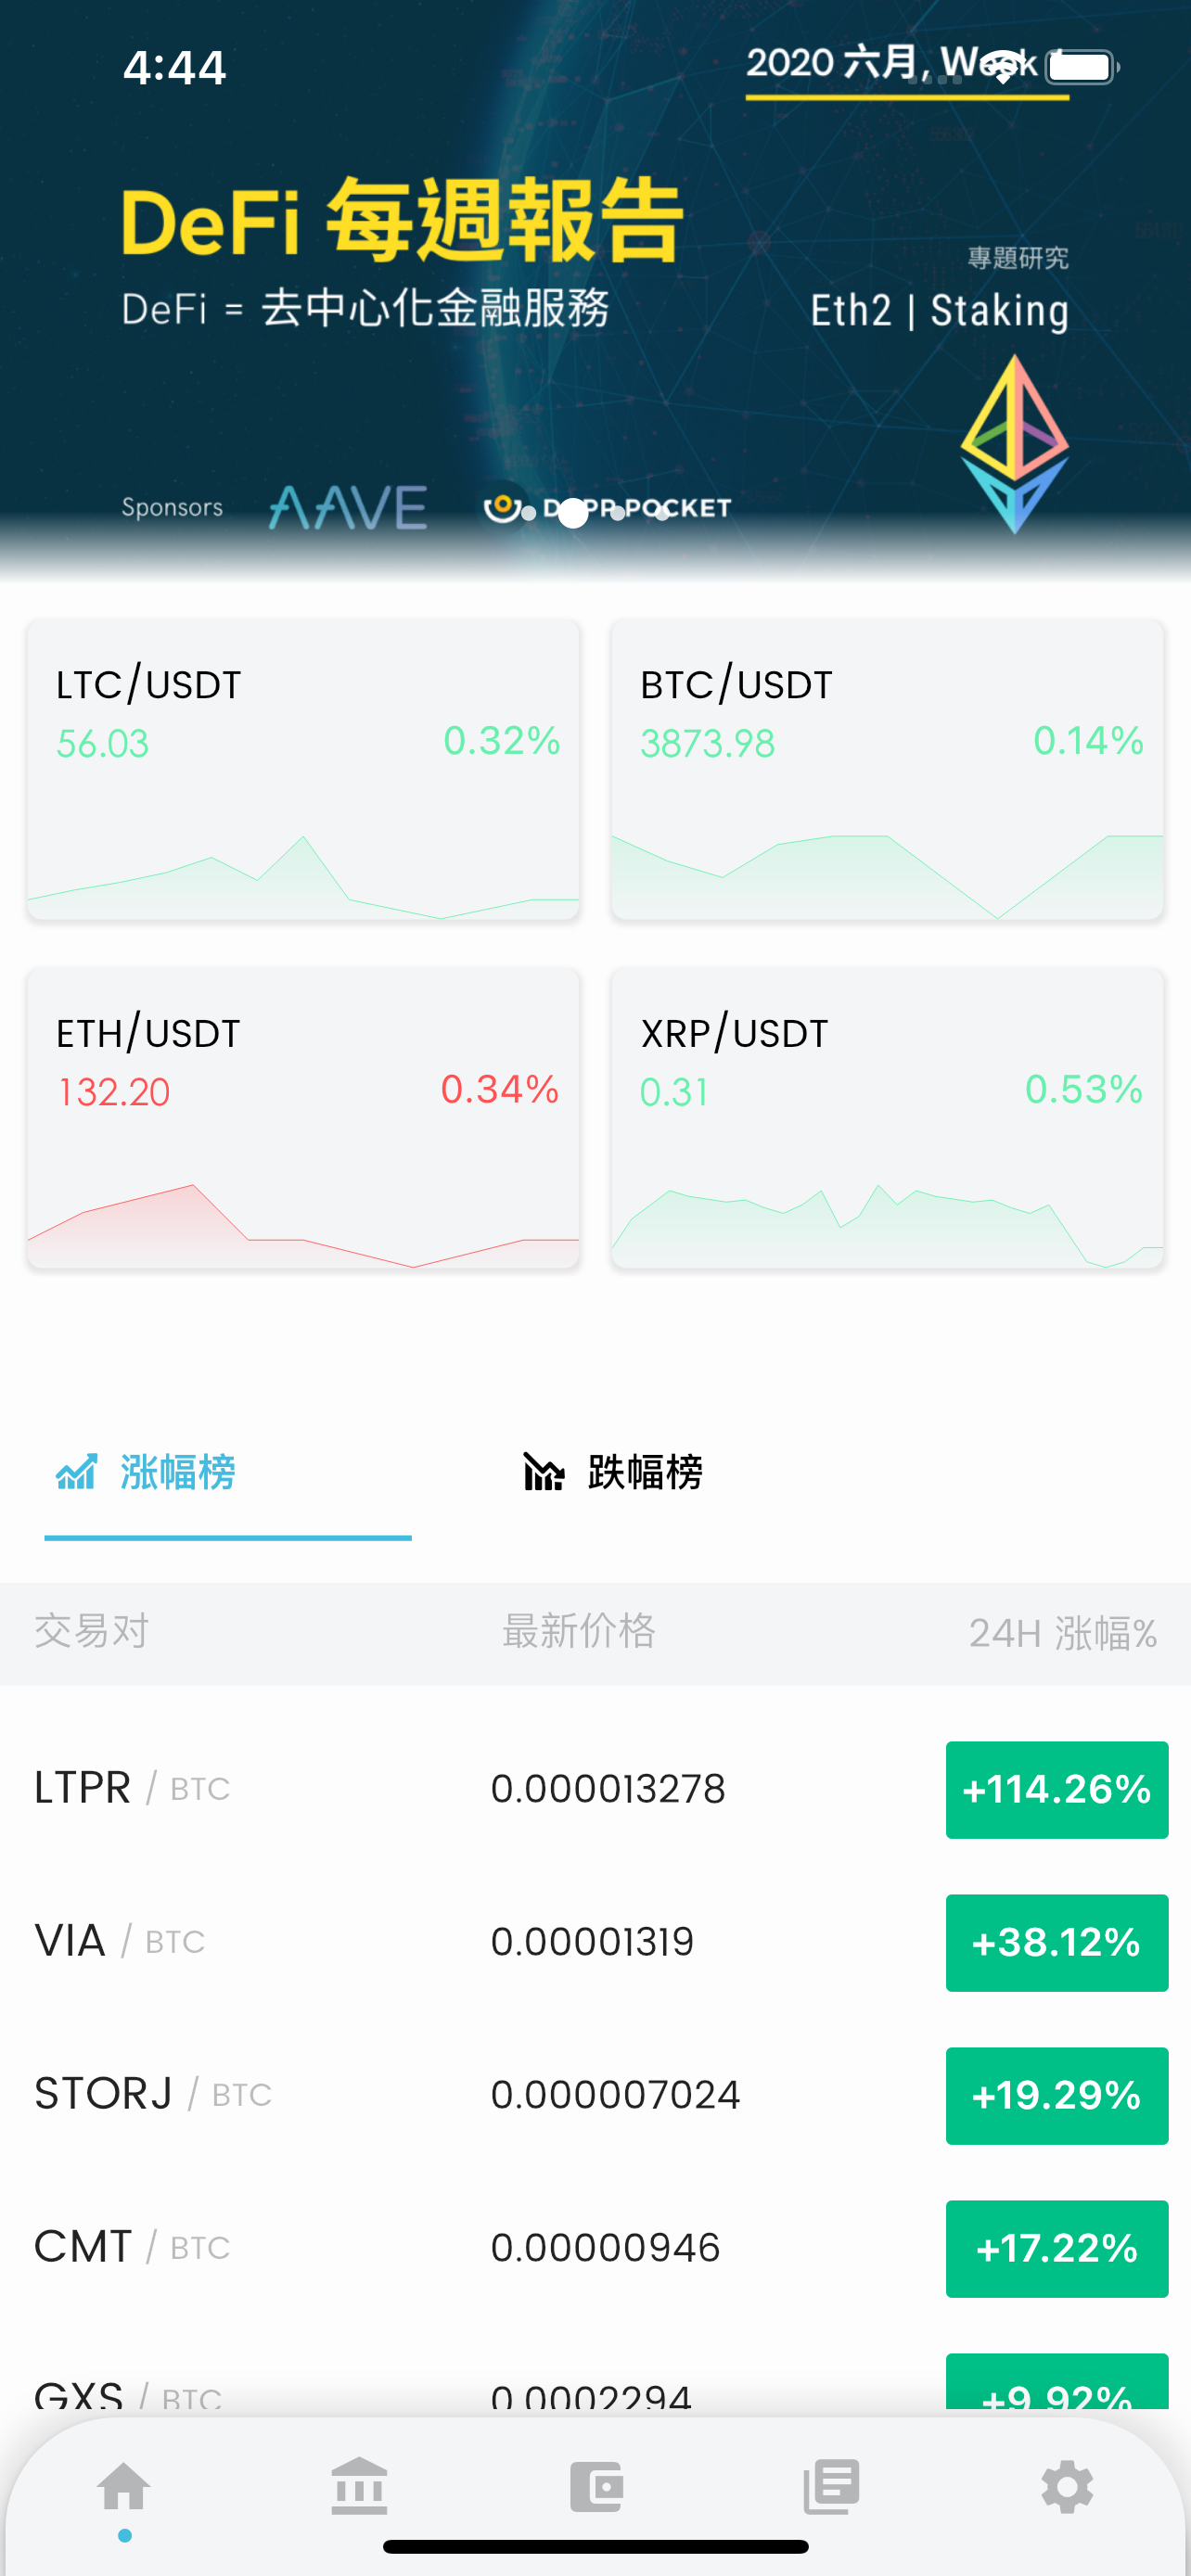 4:44
2020 六月, Week
DeFi 每週報告
DeFi = 去中心化金融服務
專題研究
Eth2 | Staking
Sponsors AAVE DAPP POCKET
LTC/USDT
56.03 0.32%
BTC/USDT
3873.98 0.14%
ETH/USDT
132.20 0.34%
XRP/USDT
0.31 0.53%
涨幅榜 跌幅榜
交易对 最新价格 24H 涨幅%
LTPR / BTC 0.000013278 +114.26%
VIA / BTC 0.00001319 +38.12%
STORJ / BTC 0.000007024 +19.29%
CMT / BTC 0.00000946 +17.22%
GXS / BTC 0.0002294 +9.92%